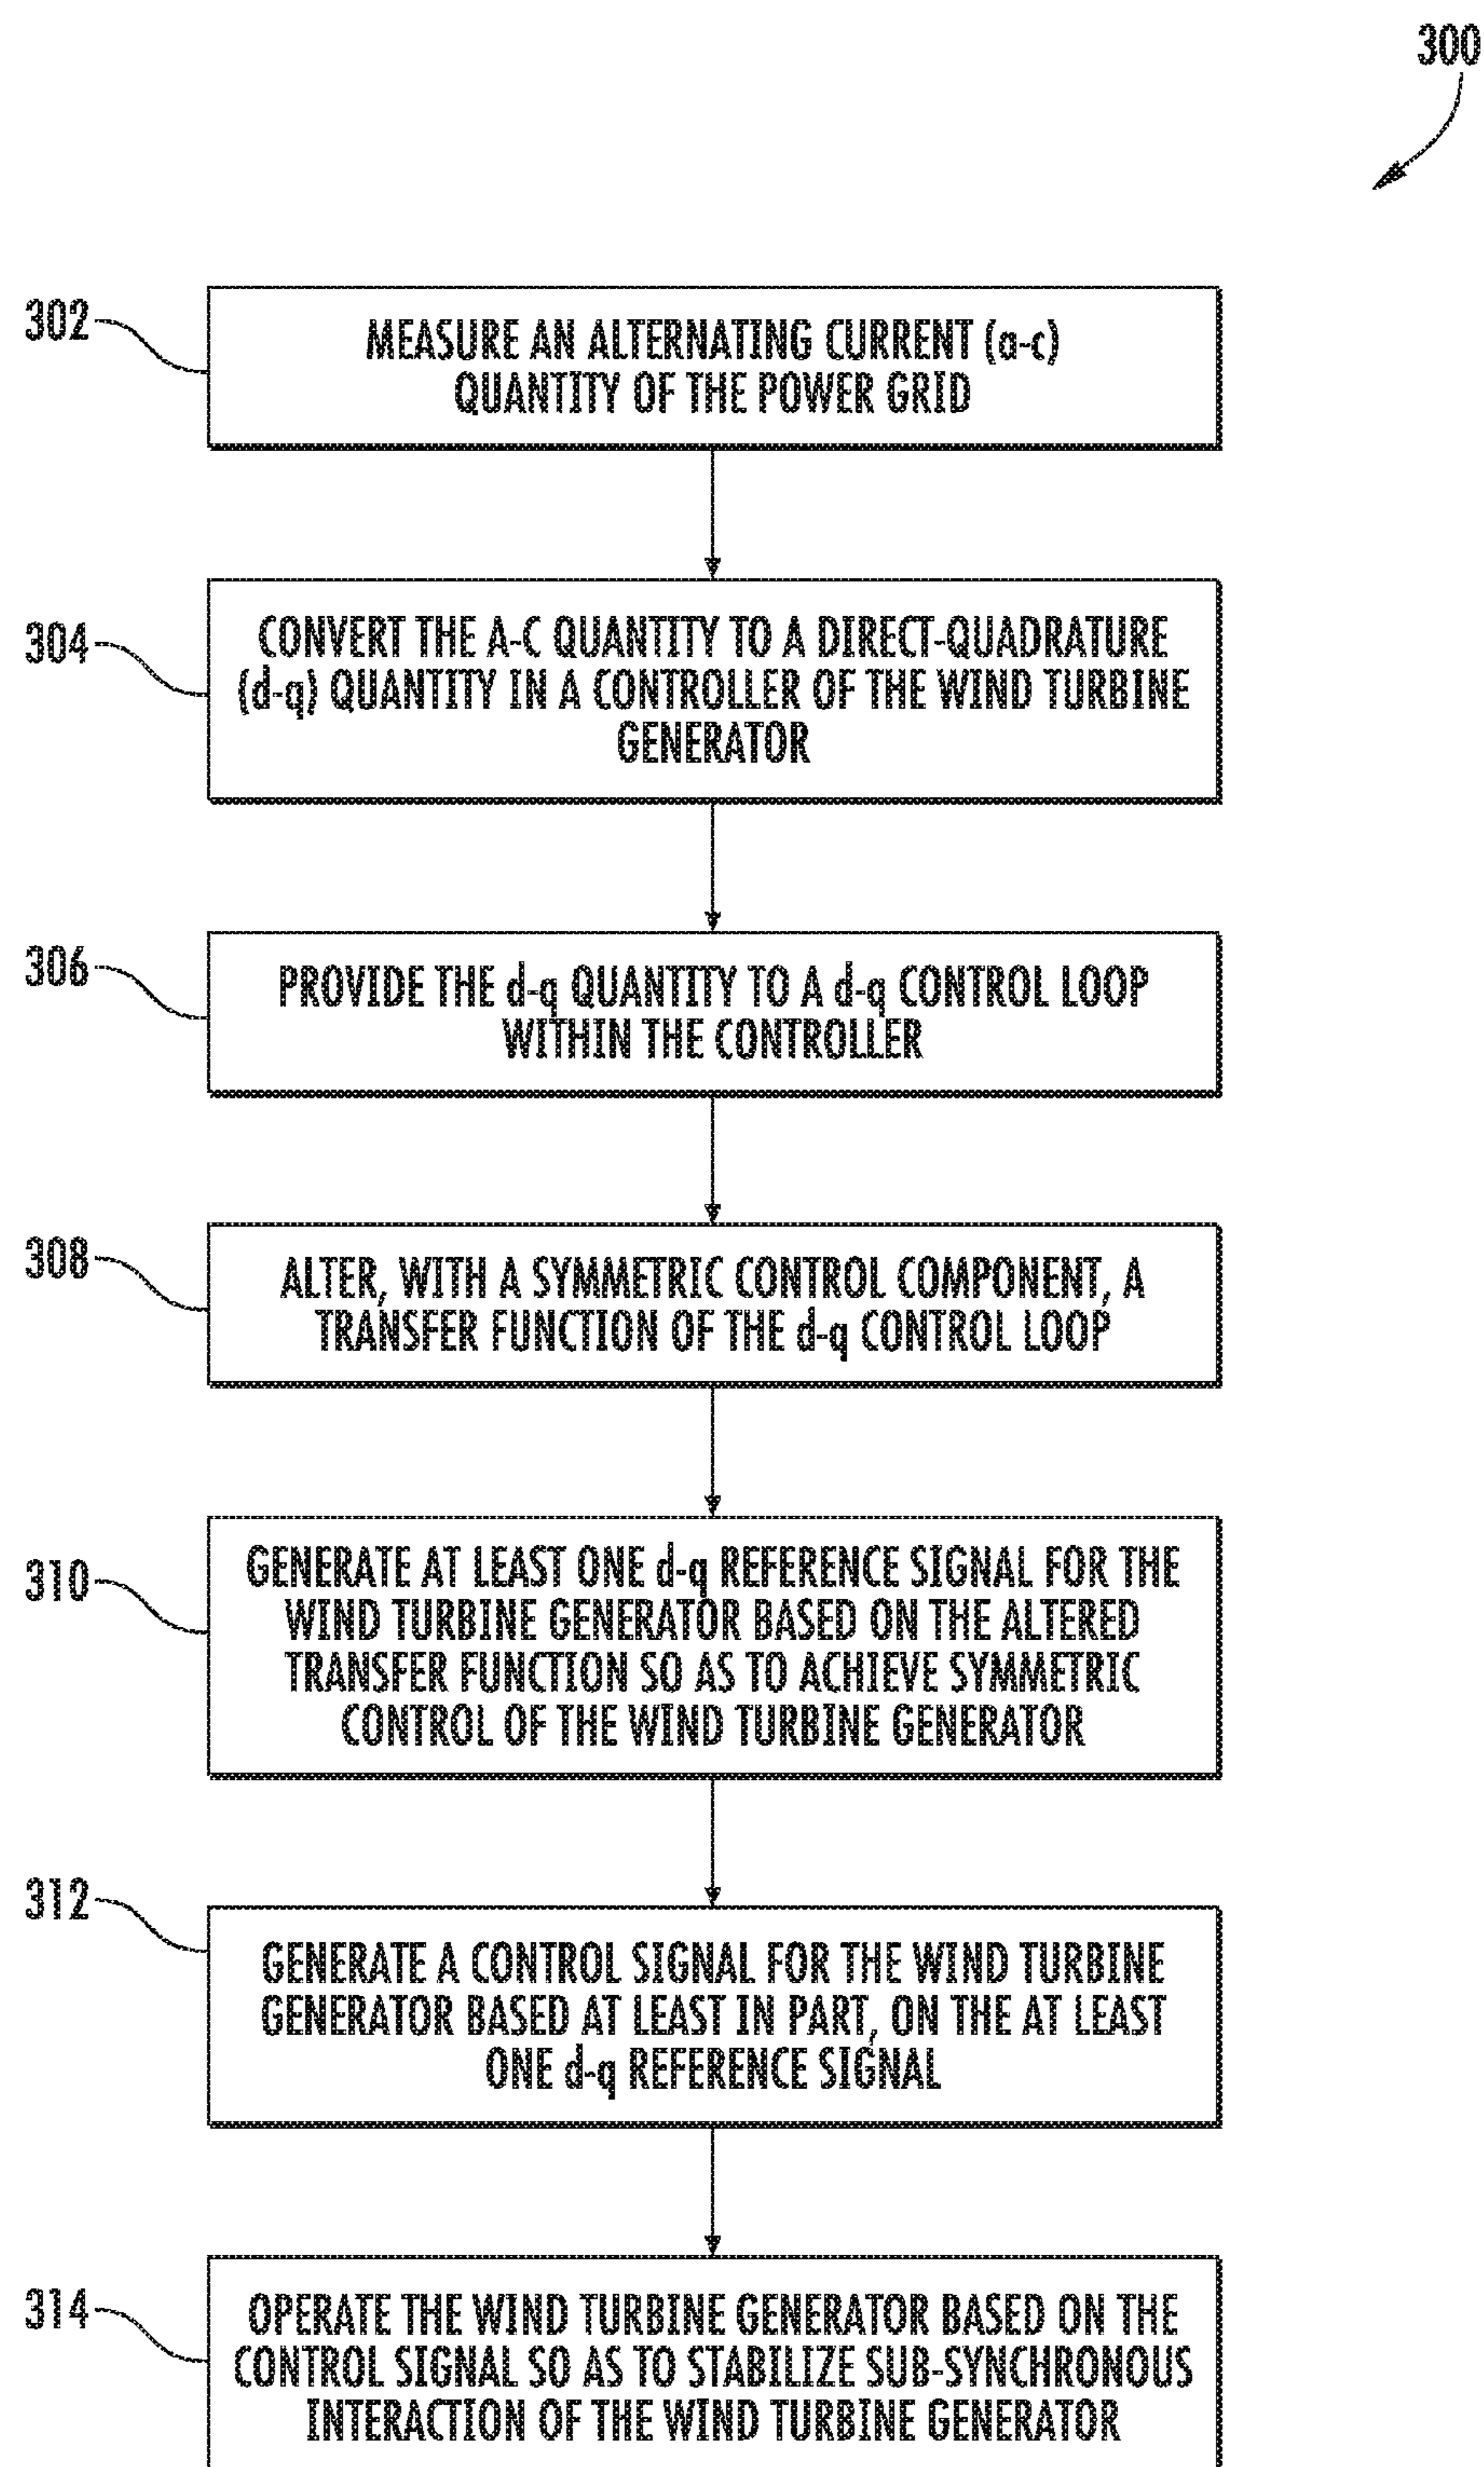 300
302
MEASURE AN ALTERNATING CURRENT (a-c)
QUANTITY OF THE POWER GRID
304
CONVERT THE A-C QUANTITY TO A DIRECT-QUADRATURE
(d-q) QUANTITY IN A CONTROLLER OF THE WIND TURBINE
GENERATOR
306
PROVIDE THE d-q QUANTITY TO A d-q CONTROL LOOP
WITHIN THE CONTROLLER
308
ALTER, WITH A SYMMETRIC CONTROL COMPONENT, A
TRANSFER FUNCTION OF THE d-q CONTROL LOOP
310
GENERATE AT LEAST ONE d-q REFERENCE SIGNAL FOR THE
WIND TURBINE GENERATOR BASED ON THE ALTERED
TRANSFER FUNCTION SO AS TO ACHIEVE SYMMETRIC
CONTROL OF THE WIND TURBINE GENERATOR
312
GENERATE A CONTROL SIGNAL FOR THE WIND TURBINE
GENERATOR BASED AT LEAST IN PART, ON THE AT LEAST
ONE d-q REFERENCE SIGNAL
314
OPERATE THE WIND TURBINE GENERATOR BASED ON THE
CONTROL SIGNAL SO AS TO STABILIZE SUB-SYNCHRONOUS
INTERACTION OF THE WIND TURBINE GENERATOR